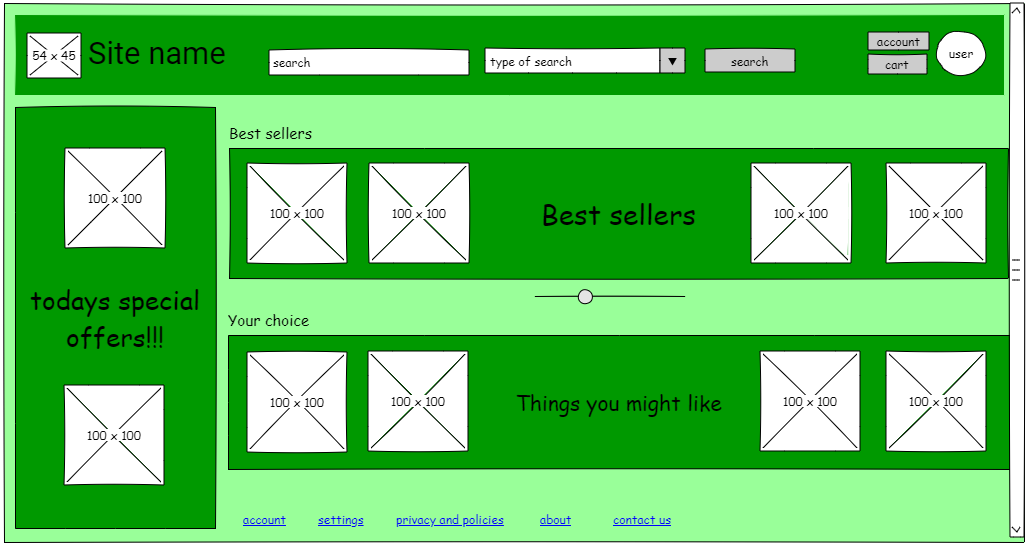 54 x 45
Site name
search
type of search
search
account
cart
user
100 x 100
todays special
offers!!!
100 x 100
Best sellers
100 x 100
100 x 100
Best sellers
100 x 100
100 x 100
Your choice
100 x 100
100 x 100
Things you might like
100 x 100
100 x 100
account
settings
privacy and policies
about
contact us